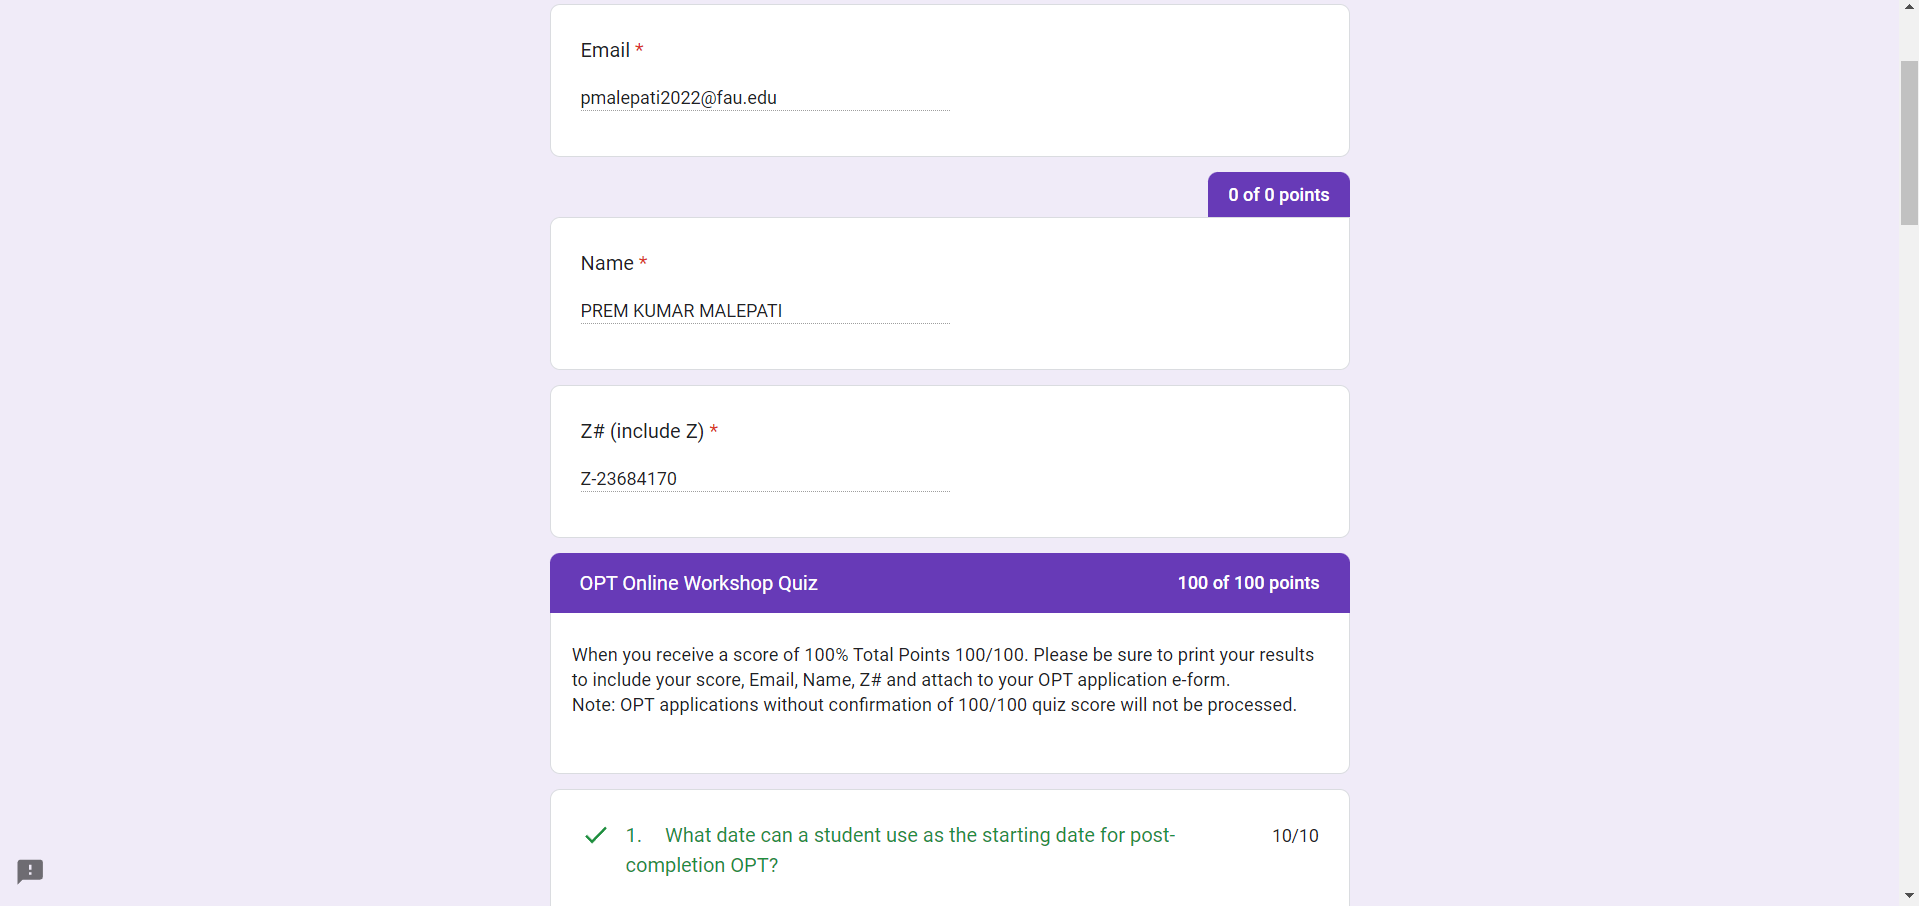 Email *
pmalepati2022@fau.edu
0 of 0 points
Name *
PREM KUMAR MALEPATI
Z# (include Z) *
Z-23684170
OPT Online Workshop Quiz
100 of 100 points
When you receive a score of 100% Total Points 100/100. Please be sure to print your results
to include your score, Email, Name, Z# and attach to your OPT application e-form.
Note: OPT applications without confirmation of 100/100 quiz score will not be processed.
1. What date can a student use as the starting date for post-
completion OPT?
10/10